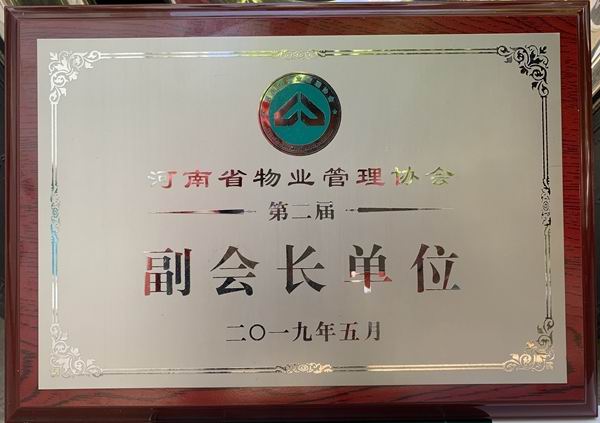 河南省物业管理协会
第二届
副会长单位
二〇一九年五月